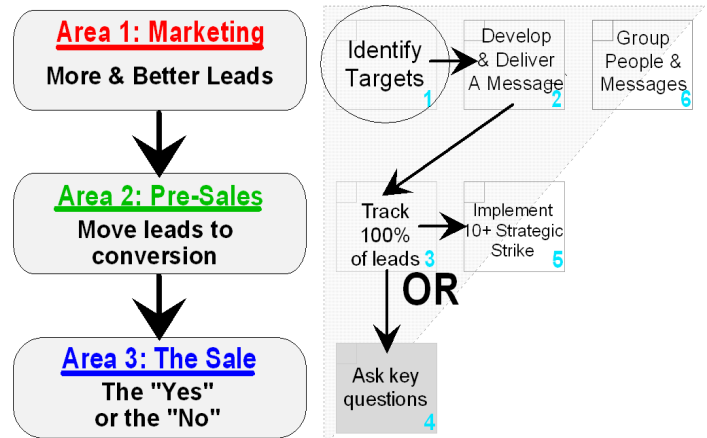 Area 1: Marketing
More & Better Leads
Area 2: Pre-Sales
Move leads to
conversion
Area 3: The Sale
The "Yes"
or the "No"
Identify
Targets
1
Develop
& Deliver
A Message
2
Group
People &
Messages
6
Track
100%
of leads 3
Implement
10+ Strategic
Strike
5
OR
Ask key
questions
4